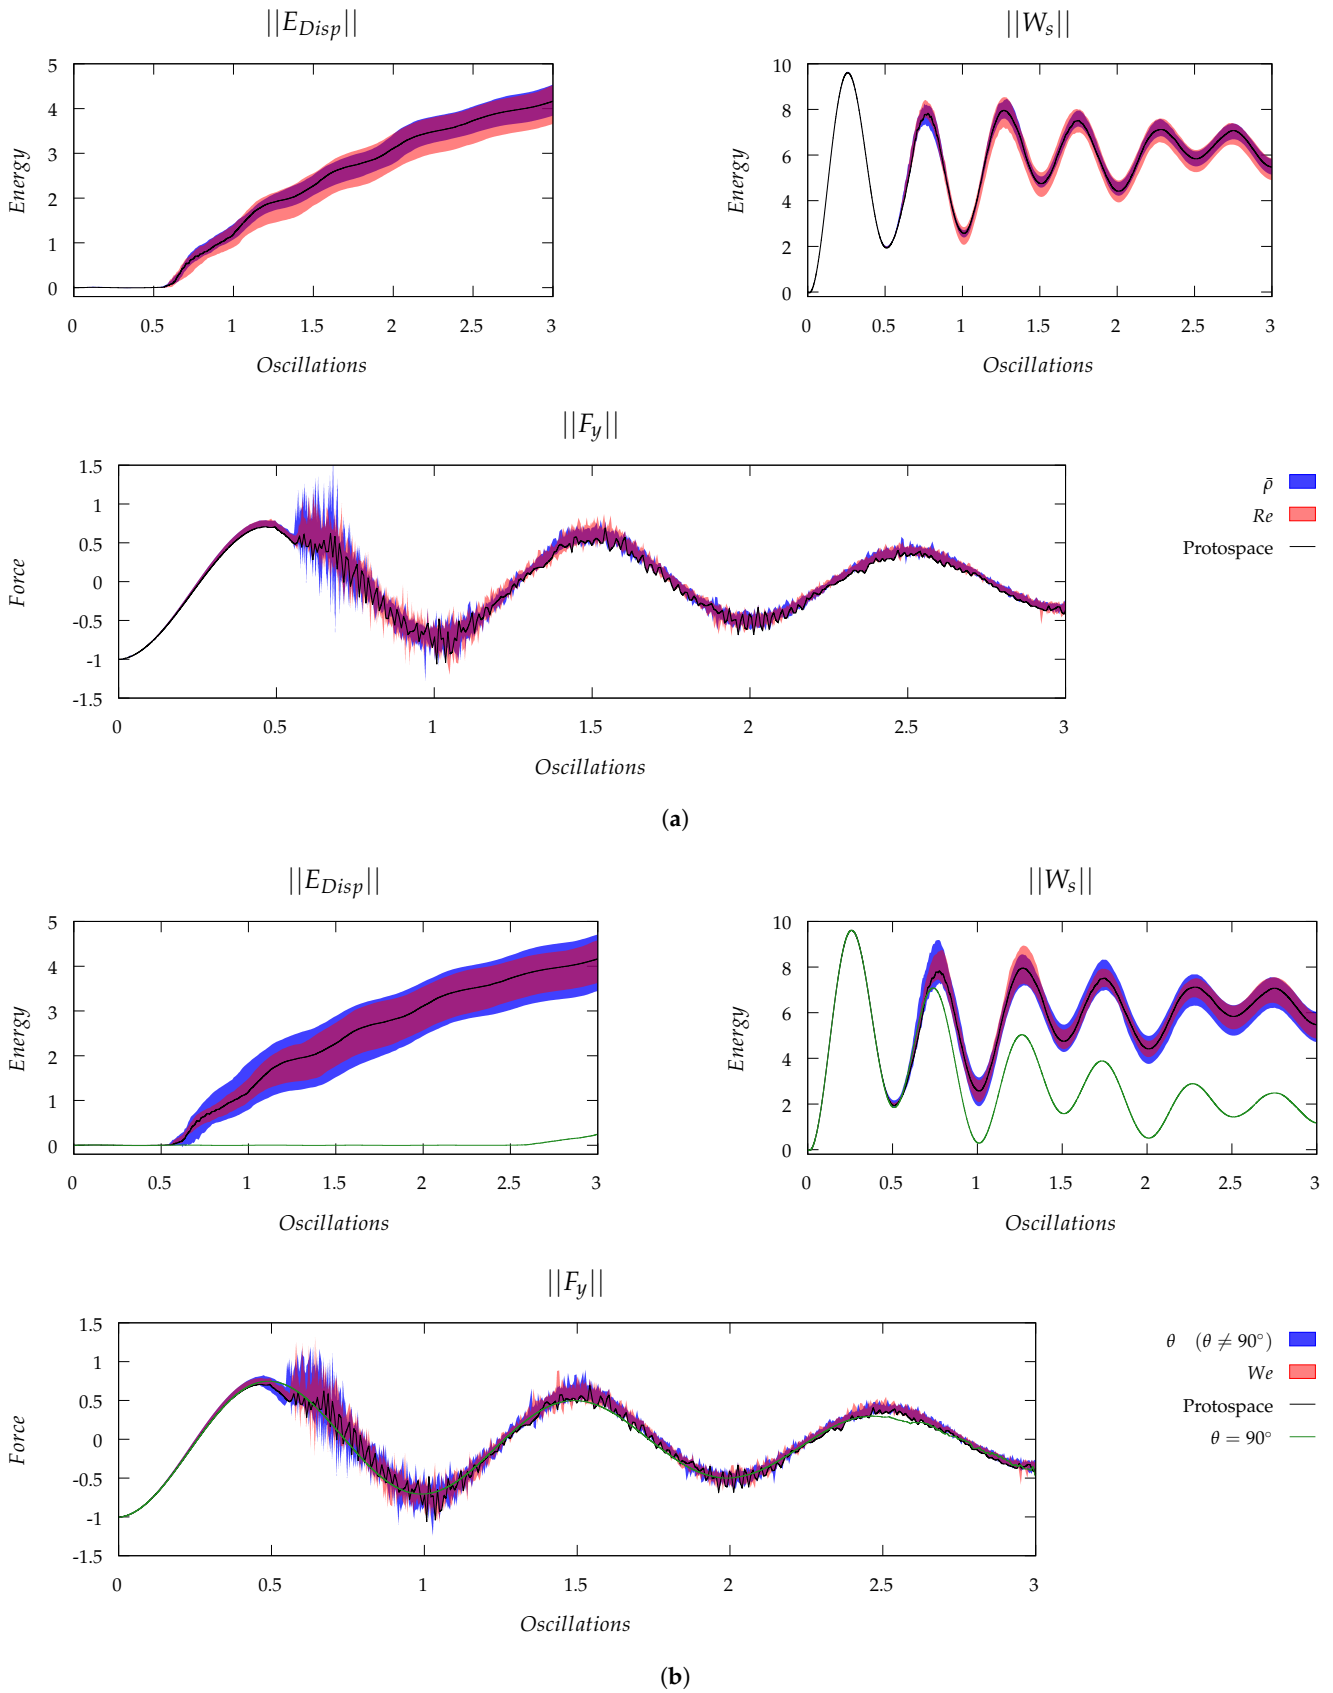 ||E_Disp||
5
4
3
2
1
0
Energy
0 0.5 1 1.5 2 2.5 3
Oscillations
||W_s||
10
8
6
4
2
0
Energy
0 0.5 1 1.5 2 2.5 3
Oscillations
||F_y||
1.5
1
0.5
0
-0.5
-1
-1.5
Force
0 0.5 1 1.5 2 2.5 3
Oscillations
ρ̄
Re
Protospace
(a)
||E_Disp||
5
4
3
2
1
0
Energy
0 0.5 1 1.5 2 2.5 3
Oscillations
||W_s||
10
8
6
4
2
0
Energy
0 0.5 1 1.5 2 2.5 3
Oscillations
||F_y||
1.5
1
0.5
0
-0.5
-1
-1.5
Force
0 0.5 1 1.5 2 2.5 3
Oscillations
θ (θ ≠ 90°)
We
Protospace
θ = 90°
(b)